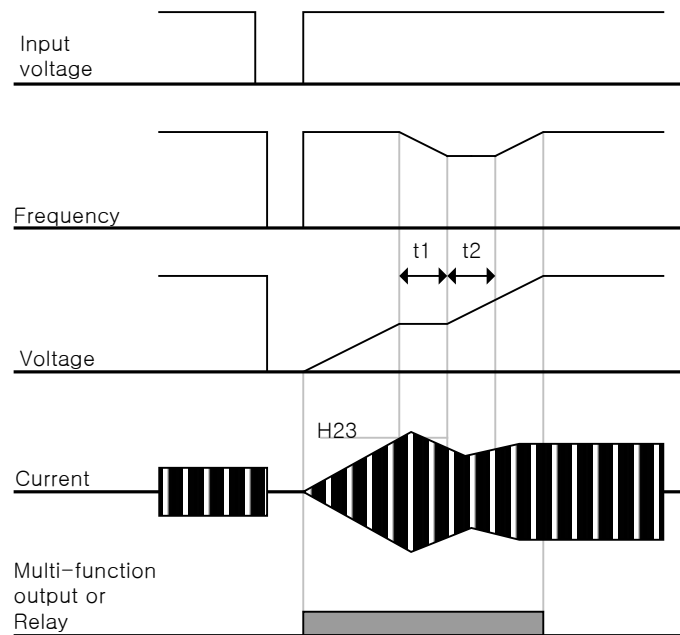 Input
voltage
Frequency
t1
t2
Voltage
H23
Current
Multi-function
output or
Relay